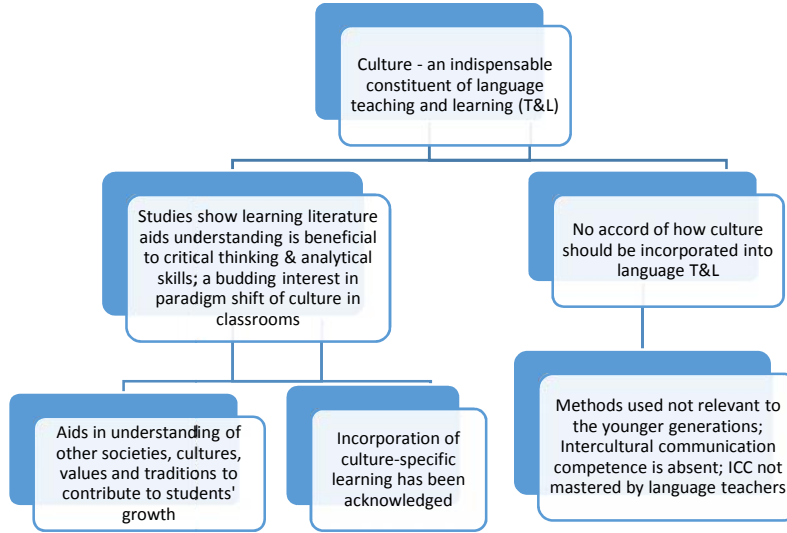 Culture - an indispensable
constituent of language
teaching and learning (T&L)
Studies show learning literature
aids understanding is beneficial
to critical thinking & analytical
skills; a budding interest in
paradigm shift of culture in
classrooms
No accord of how culture
should be incorporated into
language T&L
Aids in understanding of
other societies, cultures,
values and traditions to
contribute to students'
growth
Incorporation of
culture-specific
learning has been
acknowledged
Methods used not relevant to
the younger generations;
Intercultural communication
competence is absent; ICC not
mastered by language teachers